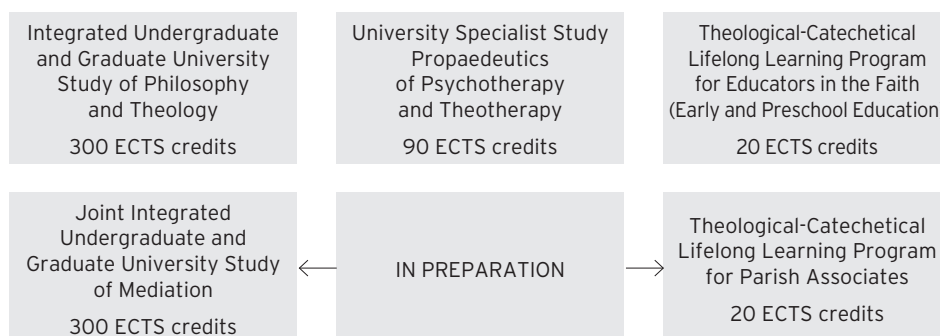 Integrated Undergraduate
and Graduate University
Study of Philosophy
and Theology
300 ECTS credits
University Specialist Study
Propaedeutics
of Psychotherapy
and Theotherapy
90 ECTS credits
Theological-Catechetical
Lifelong Learning Program
for Educators in the Faith
(Early and Preschool Education
20 ECTS credits
Joint Integrated
Undergraduate and
Graduate University Study
of Mediation
300 ECTS credits
IN PREPARATION
Theological-Catechetical
Lifelong Learning Program
for Parish Associates
20 ECTS credits